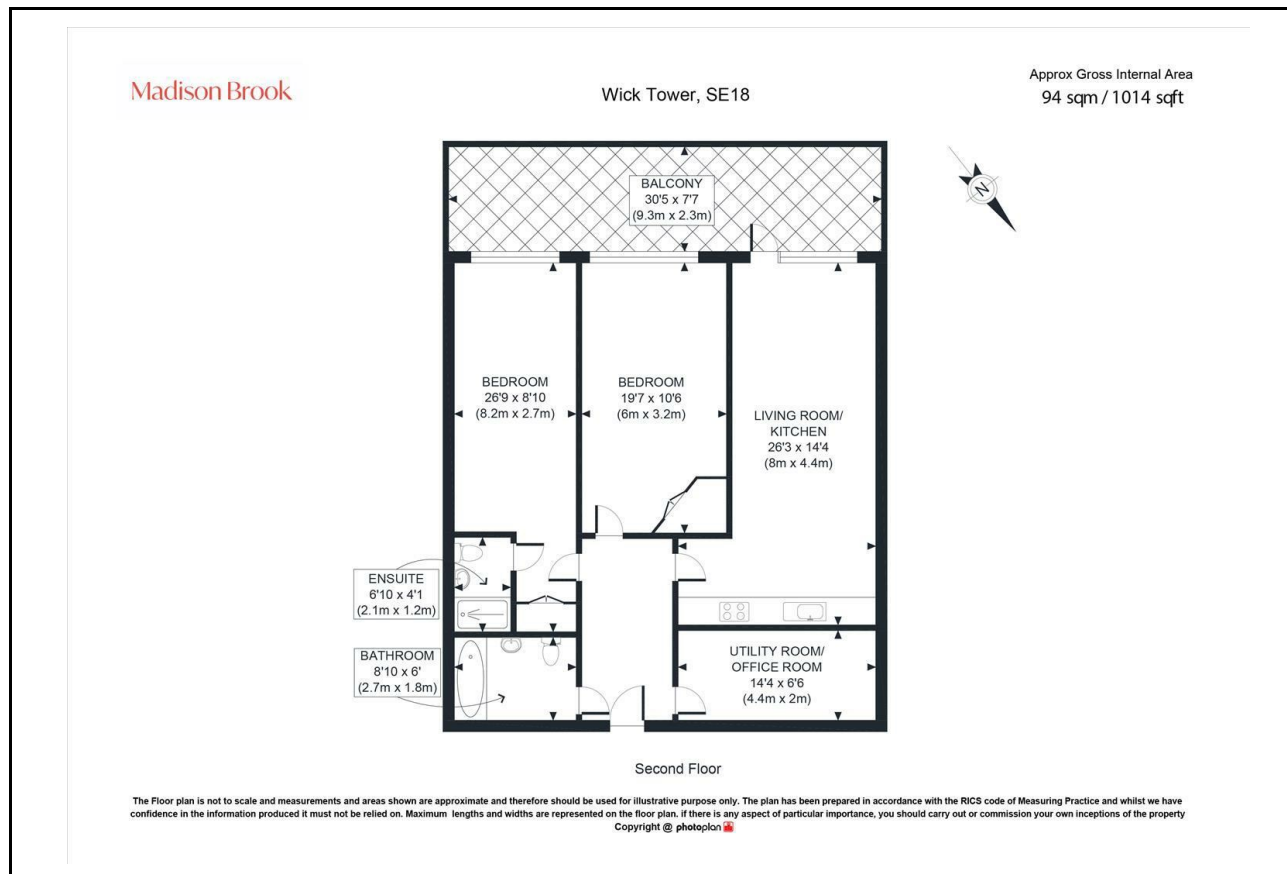 Madison Brook
Wick Tower, SE18
Approx Gross Internal Area
94 sqm / 1014 sqft
N
BALCONY
30'5 x 7'7
(9.3m x 2.3m)
BEDROOM
26'9 x 8'10
(8.2m x 2.7m)
BEDROOM
19'7 x 10'6
(6m x 3.2m)
LIVING ROOM/
KITCHEN
26'3 x 14'4
(8m x 4.4m)
ENSUITE
6'10 x 4'1
(2.1m x 1.2m)
BATHROOM
8'10 x 6'
(2.7m x 1.8m)
UTILITY ROOM/
OFFICE ROOM
14'4 x 6'6
(4.4m x 2m)
Second Floor
The Floor plan is not to scale and measurements and areas shown are approximate and therefore should be used for illustrative purpose only. The plan has been prepared in accordance with the RICS code of Measuring Practice and whilst we have
confidence in the information produced it must not be relied on. Maximum lengths and widths are represented on the floor plan. if there is any aspect of particular importance, you should carry out or commission your own inceptions of the property
Copyright @ photoplan